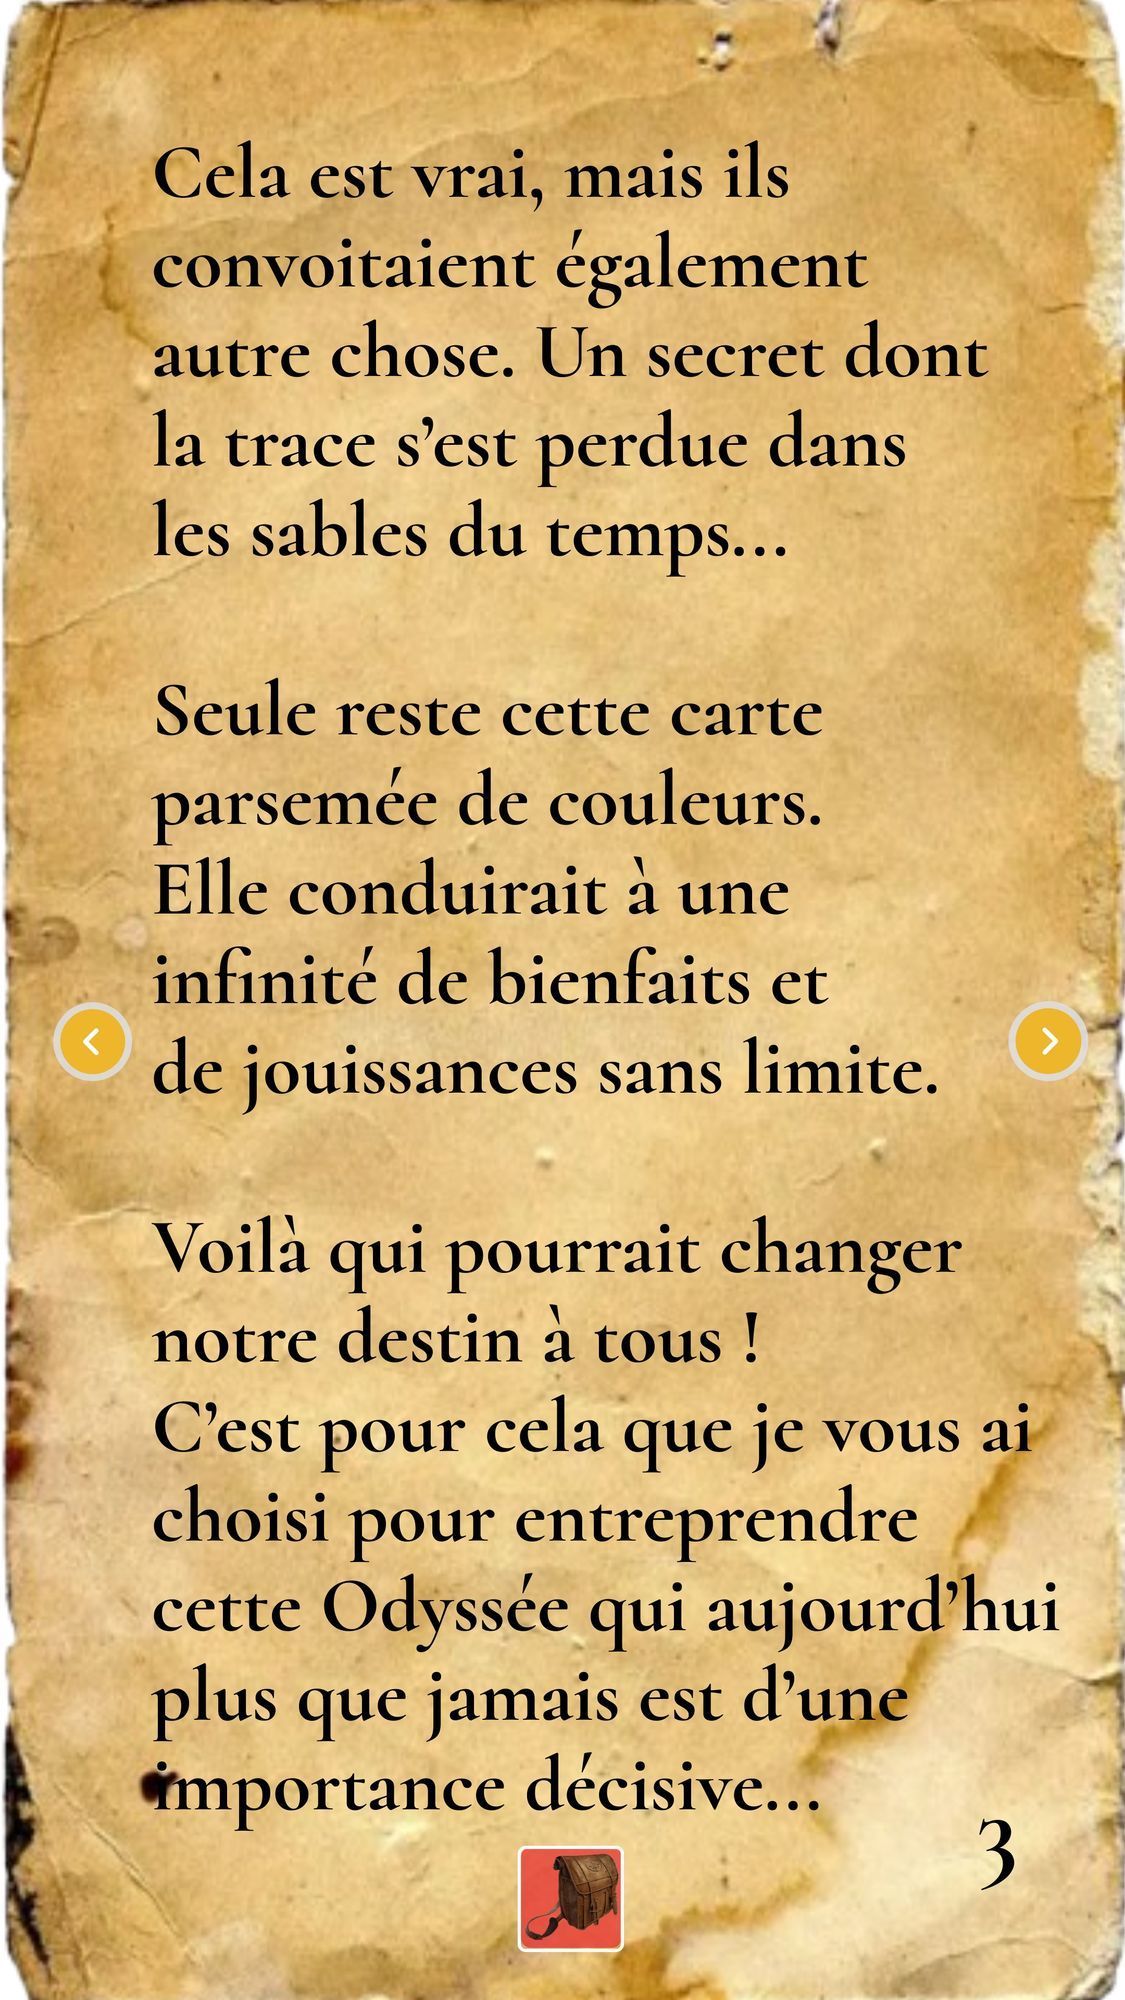 Cela est vrai, mais ils
convoitaient également
autre chose. Un secret dont
la trace s’est perdue dans
les sables du temps...
Seule reste cette carte
parsemée de couleurs.
Elle conduirait à une
infinité de bienfaits et
de jouissances sans limite.
Voilà qui pourrait changer
notre destin à tous !
C’est pour cela que je vous ai
choisi pour entreprendre
cette Odyssée qui aujourd’hui
plus que jamais est d’une
importance décisive...
3